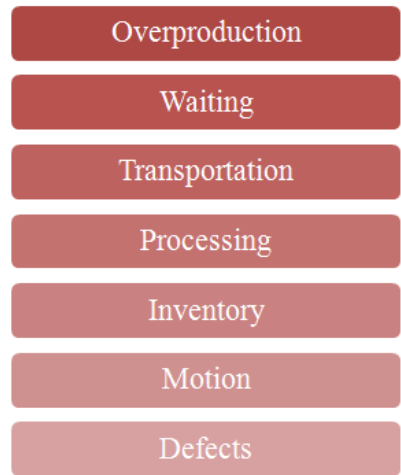 Overproduction
Waiting
Transportation
Processing
Inventory
Motion
Defects